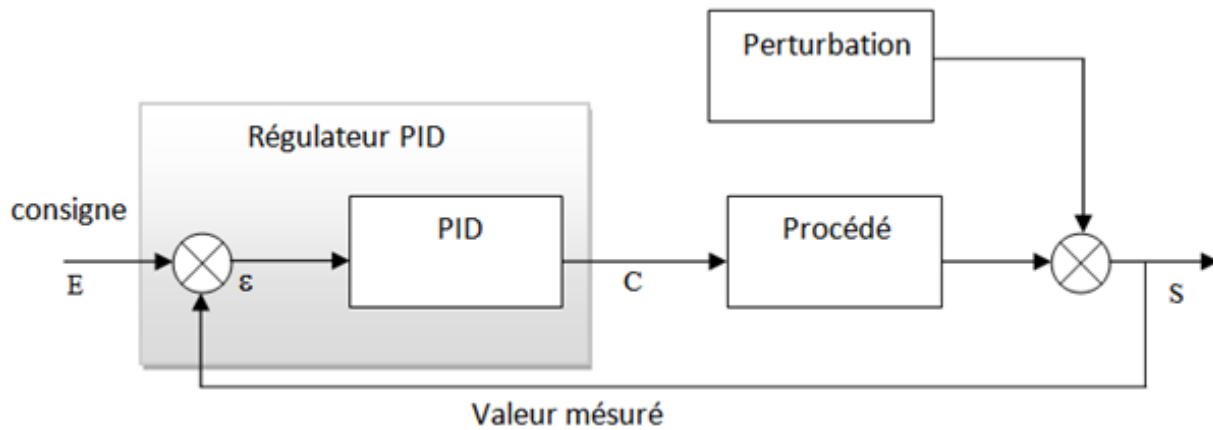 Perturbation
Régulateur PID
consigne
PID
Procédé
E
ε
C
S
Valeur mésuré